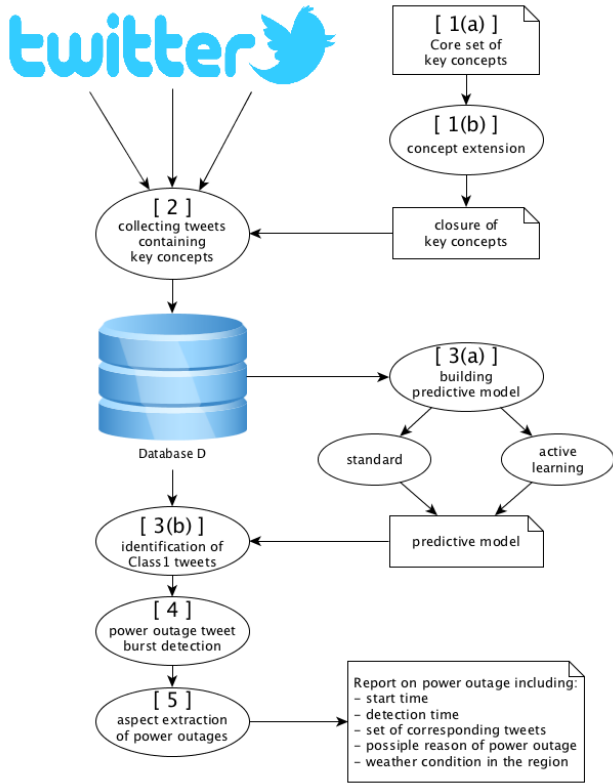 twitter
[ 1(a) ]
Core set of
key concepts
[ 1(b) ]
concept extension
[ 2 ]
collecting tweets
containing
key concepts
closure of
key concepts
Database D
[ 3(a) ]
building
predictive model
standard
active
learning
[ 3(b) ]
identification of
Class1 tweets
predictive model
[ 4 ]
power outage tweet
burst detection
[ 5 ]
aspect extraction
of power outages
Report on power outage including:
- start time
- detection time
- set of corresponding tweets
- possiple reason of power outage
- weather condition in the region